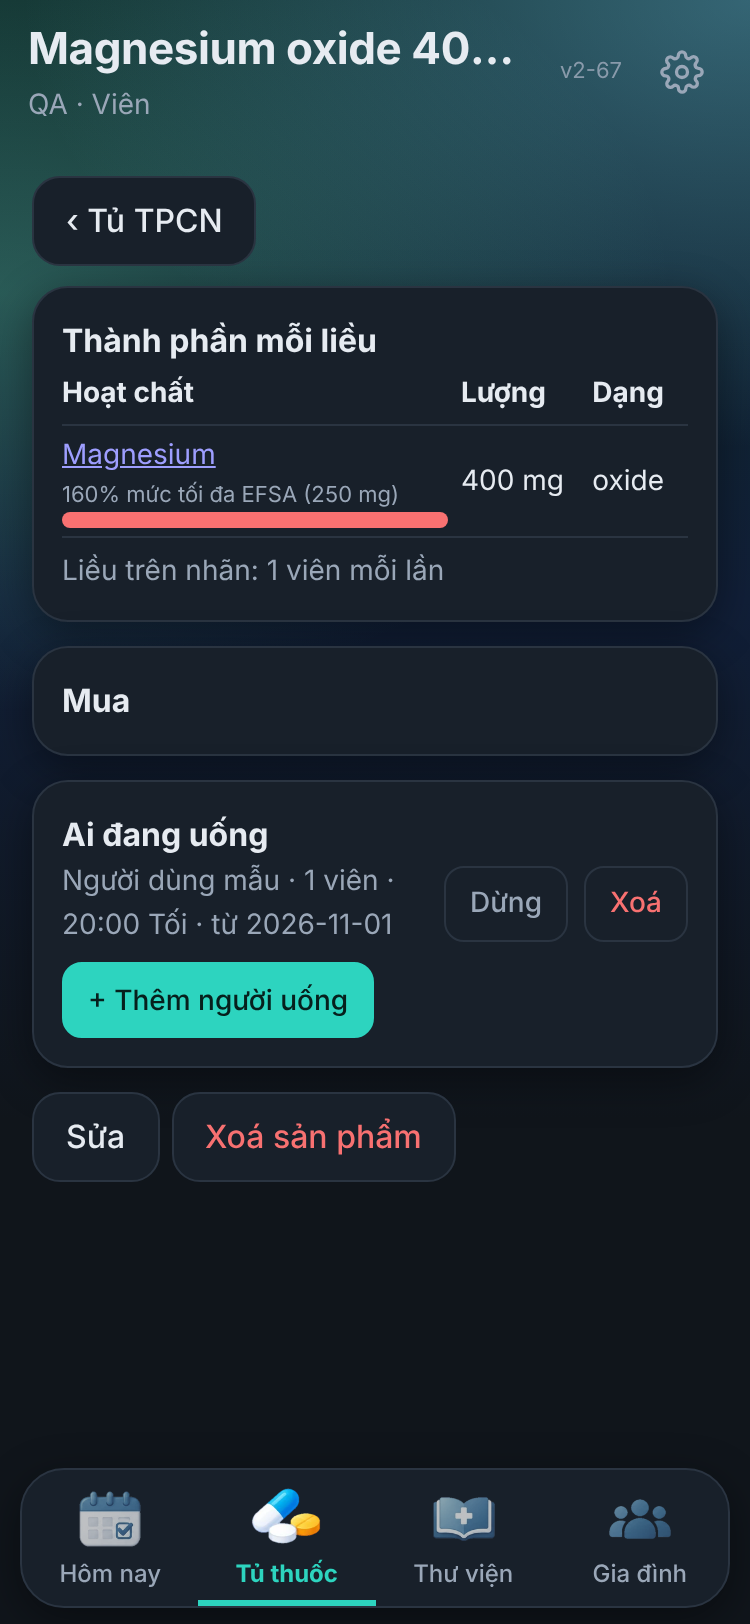 Magnesium oxide 40...
v2-67
QA · Viên
‹ Tủ TPCN
Thành phần mỗi liều
Hoạt chất Lượng Dạng
Magnesium
160% mức tối đa EFSA (250 mg)
400 mg oxide
Liều trên nhãn: 1 viên mỗi lần
Mua
Ai đang uống
Người dùng mẫu · 1 viên ·
20:00 Tối · từ 2026-11-01
Dừng Xoá
+ Thêm người uống
Sửa Xoá sản phẩm
Hôm nay Tủ thuốc Thư viện Gia đình